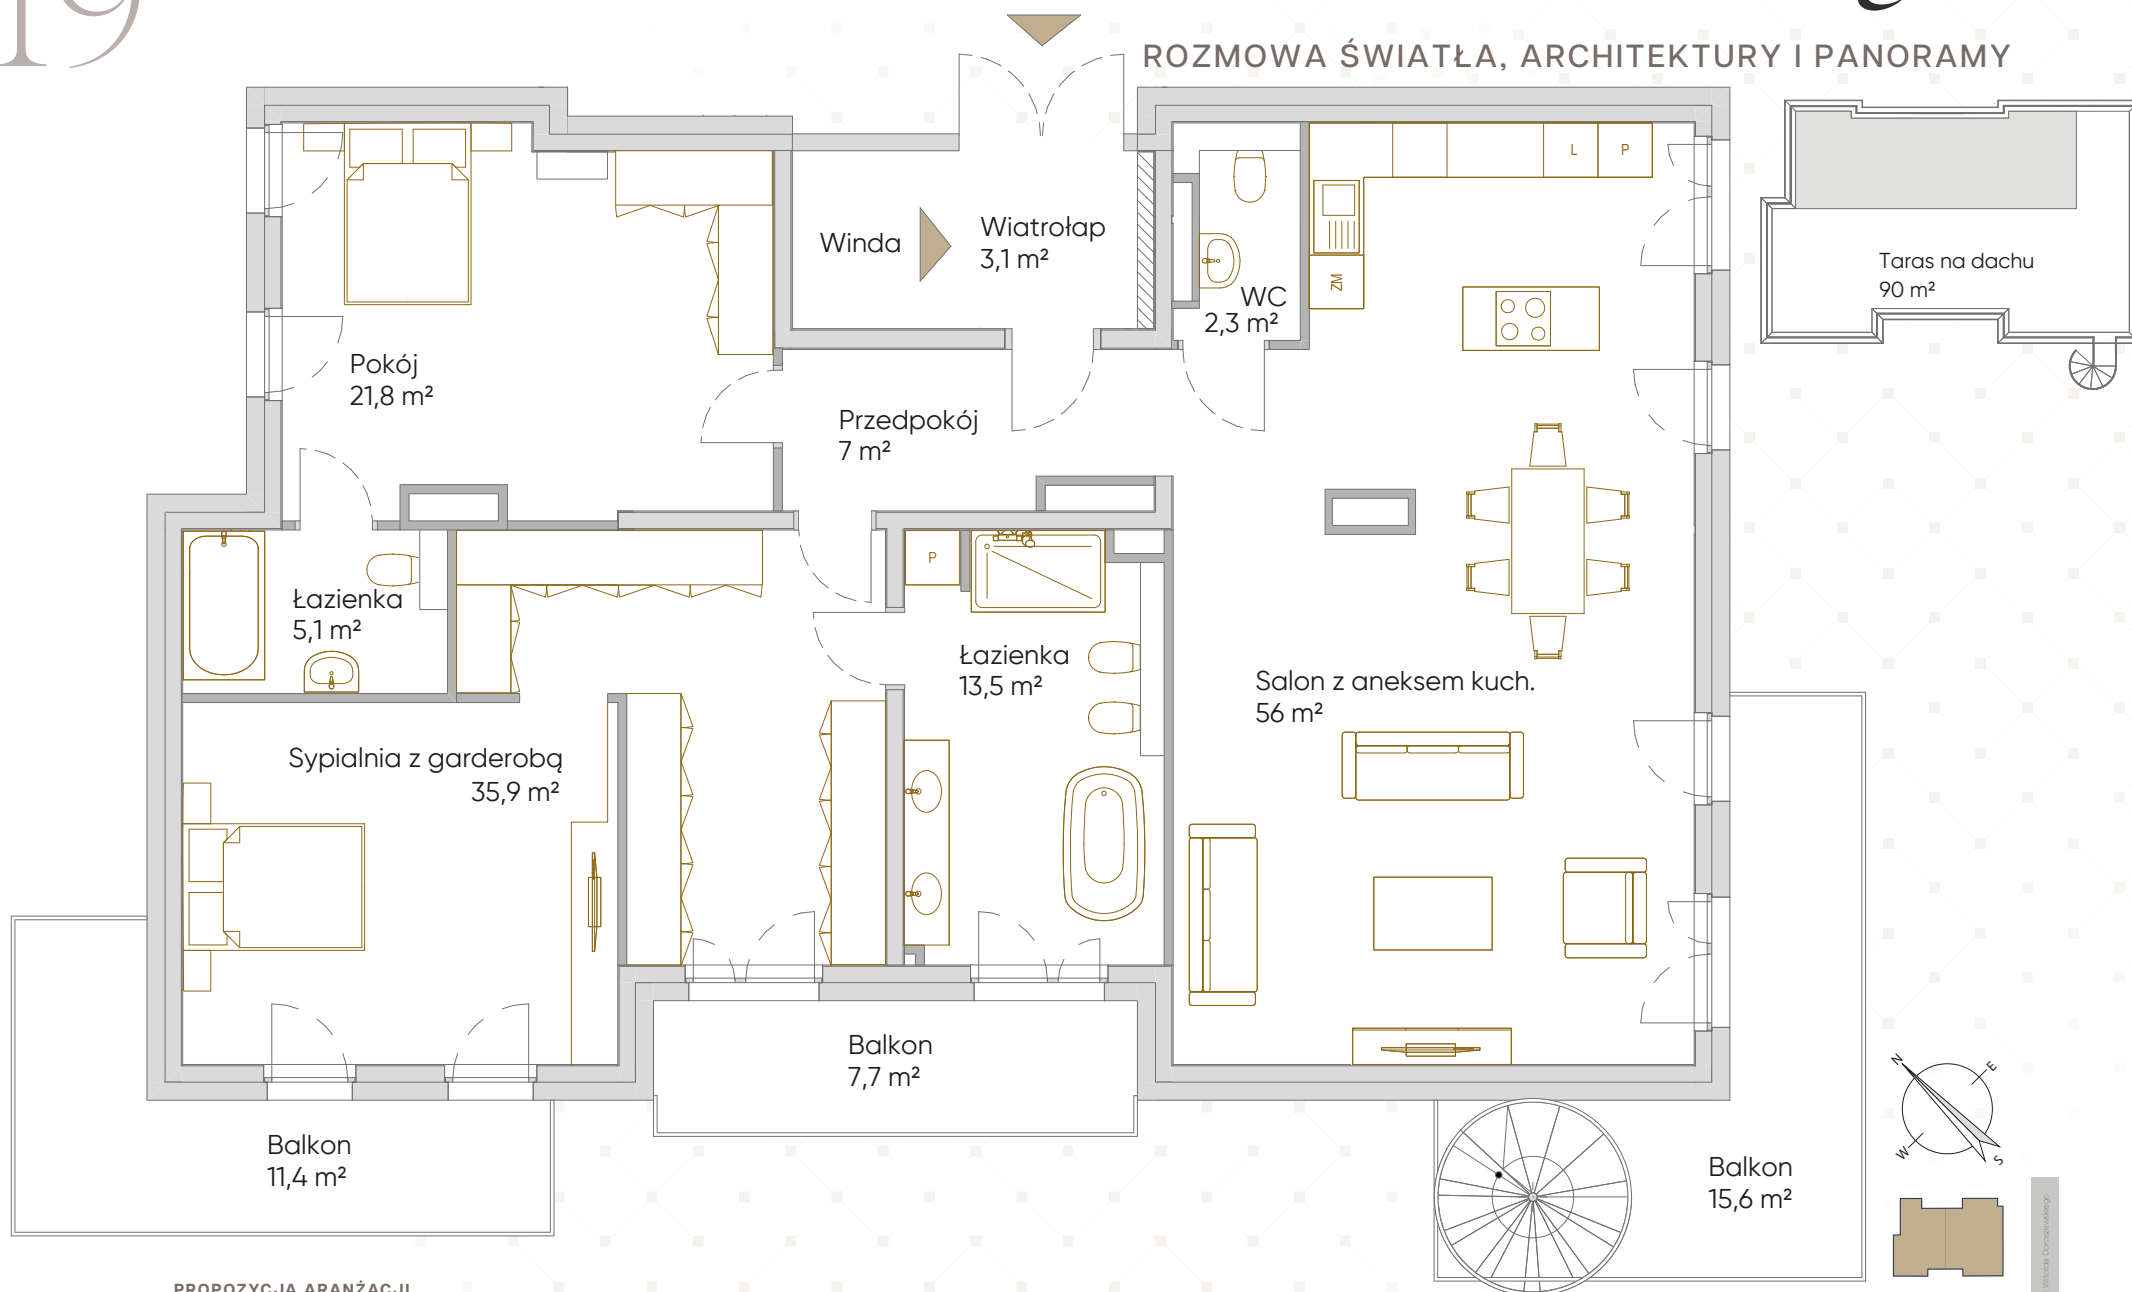 19
ROZMOWA ŚWIATŁA, ARCHITEKTURY I PANORAMY
L
P
Winda
Wiatrołap
3,1 m²
WC
2,3 m²
ZM
Taras na dachu
90 m²
Pokój
21,8 m²
Przedpokój
7 m²
Łazienka
5,1 m²
P
Łazienka
13,5 m²
Salon z aneksem kuch.
56 m²
Sypialnia z garderobą
35,9 m²
Balkon
7,7 m²
Balkon
11,4 m²
Balkon
15,6 m²
N
E
W
S
Witolda Doroszewskiego
PROPOZYCJA ARANŻACJI